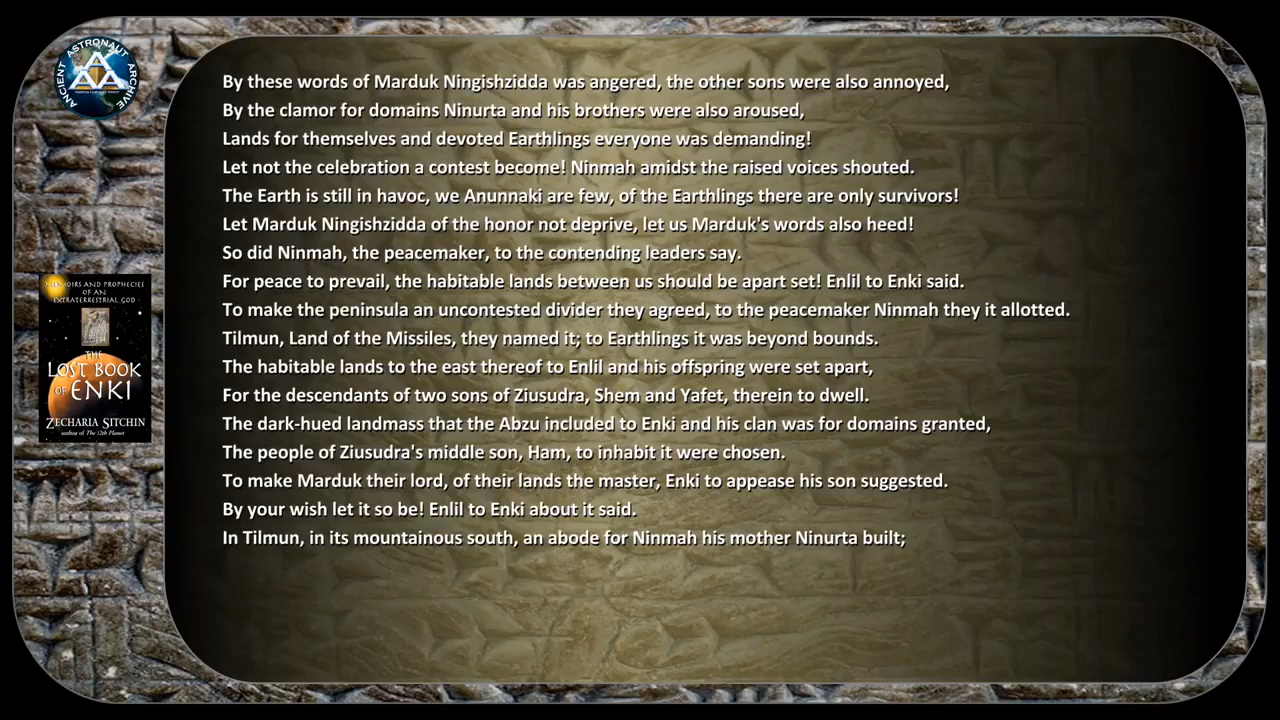 ANCIENT ASTRONAUT ARCHIVE
By these words of Marduk Ningishzidda was angered, the other sons were also annoyed,
By the clamor for domains Ninurta and his brothers were also aroused,
Lands for themselves and devoted Earthlings everyone was demanding!
Let not the celebration a contest become! Ninmah amidst the raised voices shouted.
The Earth is still in havoc, we Anunnaki are few, of the Earthlings there are only survivors!
Let Marduk Ningishzidda of the honor not deprive, let us Marduk's words also heed!
So did Ninmah, the peacemaker, to the contending leaders say.
For peace to prevail, the habitable lands between us should be apart set! Enlil to Enki said.
To make the peninsula an uncontested divider they agreed, to the peacemaker Ninmah they it allotted.
Tilmun, Land of the Missiles, they named it; to Earthlings it was beyond bounds.
The habitable lands to the east thereof to Enlil and his offspring were set apart,
For the descendants of two sons of Ziusudra, Shem and Yafet, therein to dwell.
The dark-hued landmass that the Abzu included to Enki and his clan was for domains granted,
The people of Ziusudra's middle son, Ham, to inhabit it were chosen.
To make Marduk their lord, of their lands the master, Enki to appease his son suggested.
By your wish let it so be! Enlil to Enki about it said.
In Tilmun, in its mountainous south, an abode for Ninmah his mother Ninurta built;
MEMOIRS AND PROPHECIES
OF AN
EXTRATERRESTRIAL GOD
THE
LOST BOOK
OF ENKI
ZECHARIA SITCHIN
author of The 12th Planet